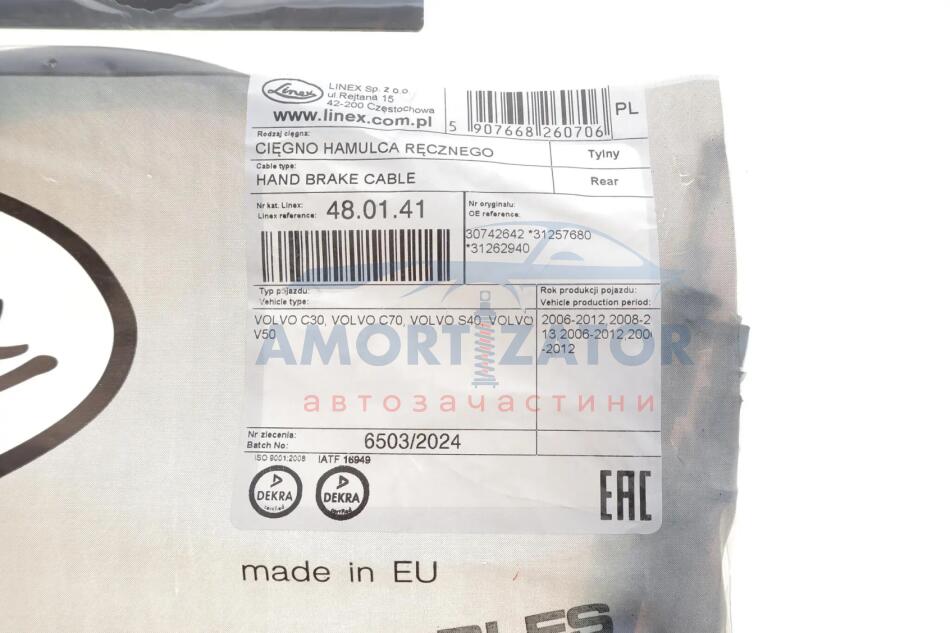 Linex
LINEX Sp. z o.o.
ul. Rejtana 15
42-200 Częstochowa
www.linex.com.pl
5 907668 260706
PL
Rodzaj cięgna:
CIĘGNO HAMULCA RĘCZNEGO
Tylny
Cable type:
HAND BRAKE CABLE
Rear
Nr kat. Linex:
Linex reference:
48.01.41
Nr oryginału:
OE reference:
30742642 *31257680
*31262940
Typ pojazdu:
Vehicle type:
Rok produkcji pojazdu:
Vehicle production period:
VOLVO C30, VOLVO C70, VOLVO S40, VOLVO
V50
2006-2012,2008-2
13,2006-2012,200
-2012
AMORTIZATOR
автозачастини
Nr zlecenia:
Batch No:
6503/2024
ISO 9001:2008
IATF 16949
DEKRA
certified
DEKRA
certified
EAC
made in EU